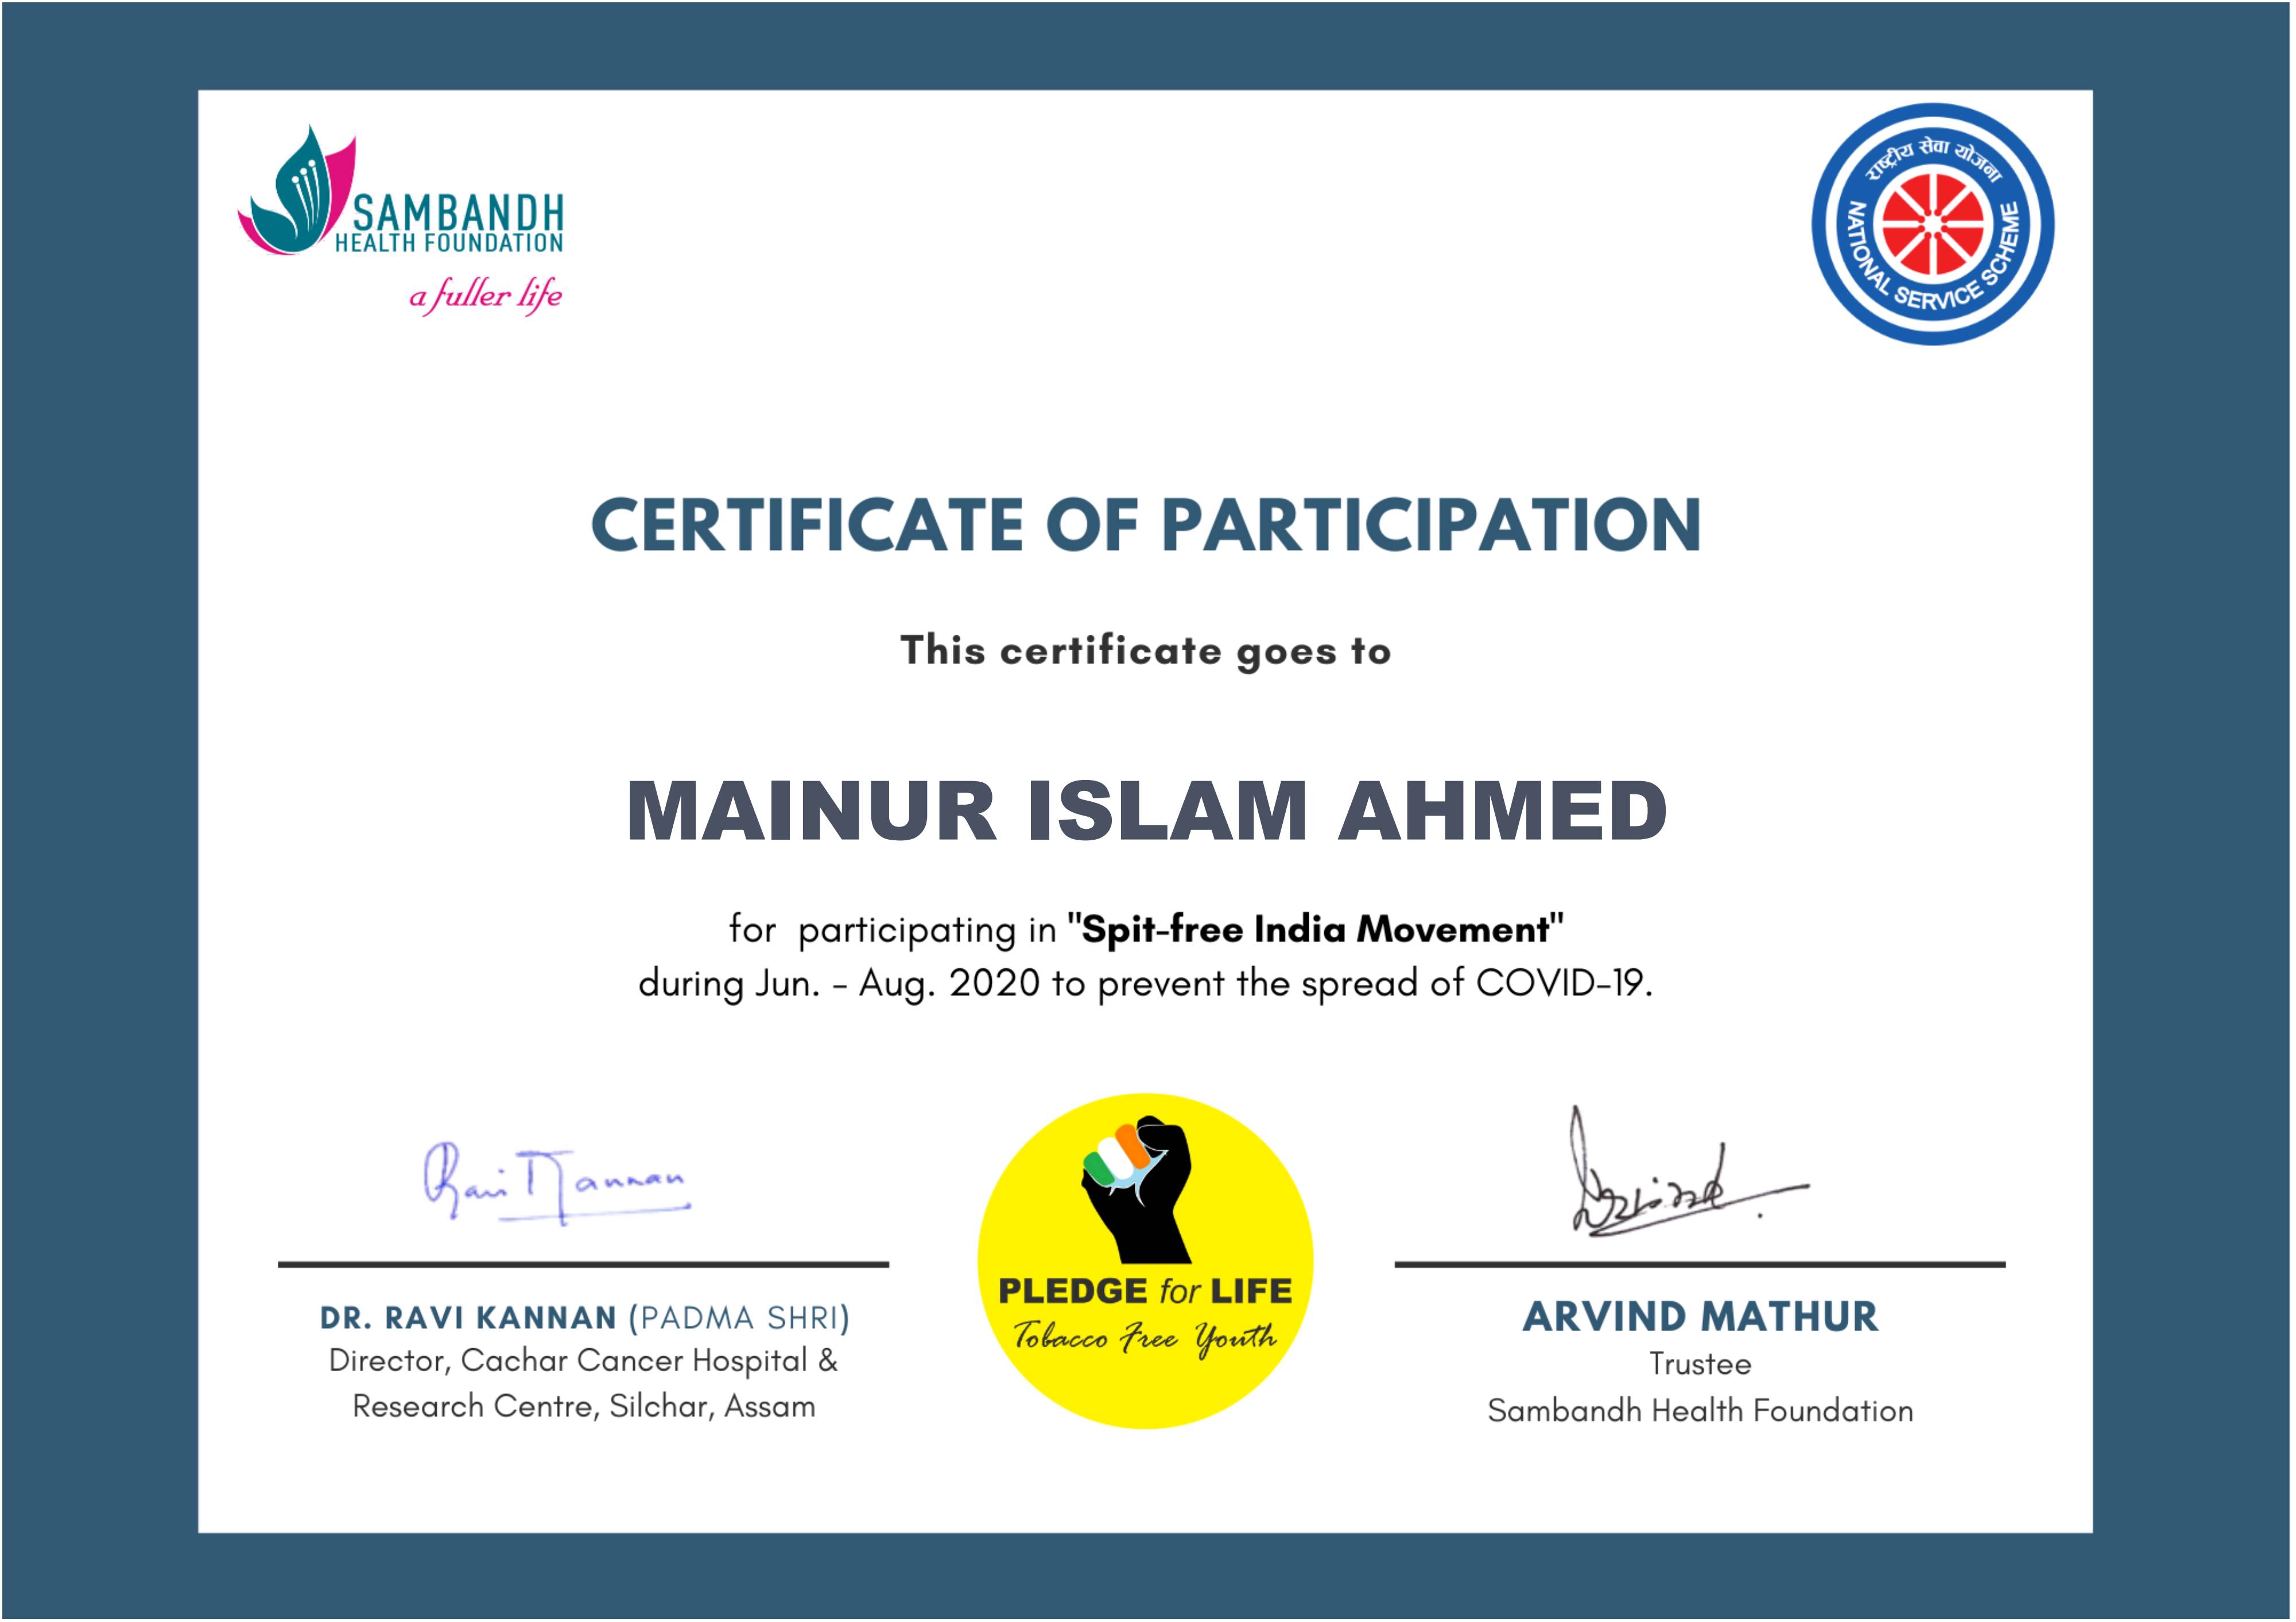 SAMBANDH
HEALTH FOUNDATION
a fuller life
राष्ट्रीय सेवा योजना
NATIONAL SERVICE SCHEME
CERTIFICATE OF PARTICIPATION
This certificate goes to
MAINUR ISLAM AHMED
for participating in "Spit-free India Movement"
during Jun. - Aug. 2020 to prevent the spread of COVID-19.
Ravi Kannan
Arvind
PLEDGE for LIFE
Tobacco Free Youth
DR. RAVI KANNAN (PADMA SHRI)
Director, Cachar Cancer Hospital &
Research Centre, Silchar, Assam
ARVIND MATHUR
Trustee
Sambandh Health Foundation